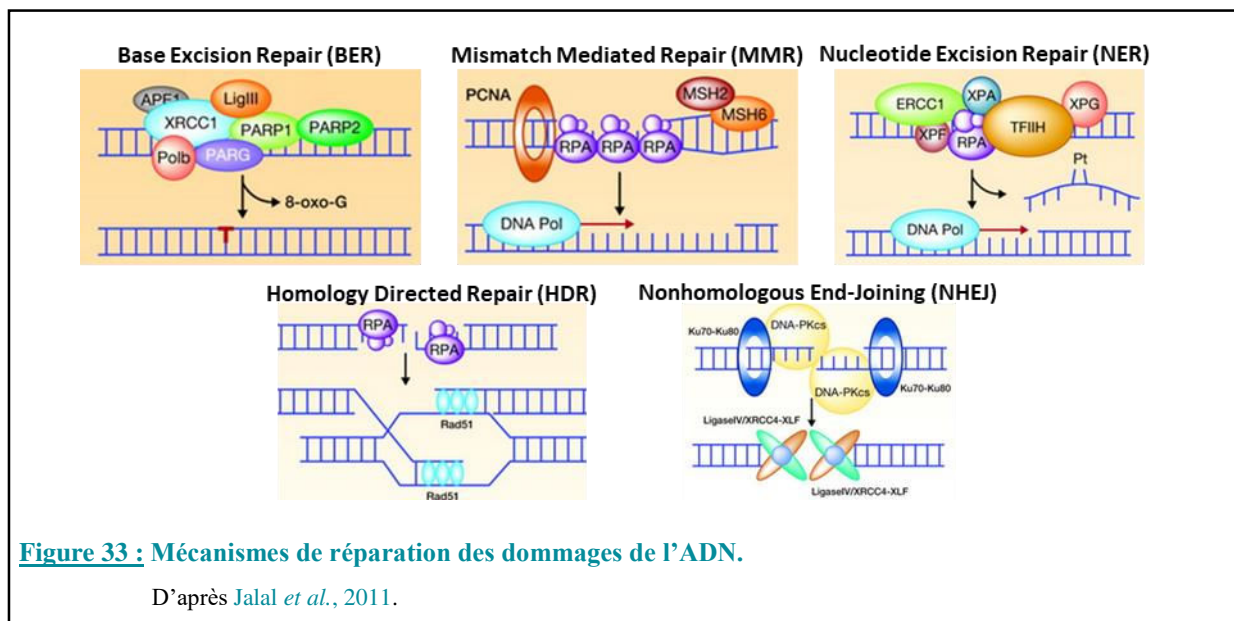 Base Excision Repair (BER)
APE1
LigIII
XRCC1
PARP1
PARP2
Polb
PARG
8-oxo-G
T
Mismatch Mediated Repair (MMR)
PCNA
MSH2
MSH6
RPA RPA RPA
DNA Pol
Nucleotide Excision Repair (NER)
ERCC1
XPA
XPG
TFIIH
XPF
RPA
Pt
DNA Pol
Homology Directed Repair (HDR)
RPA
RPA
Rad51
Rad51
Nonhomologous End-Joining (NHEJ)
Ku70-Ku80
DNA-PKcs
DNA-PKcs
Ku70-Ku80
LigaseIV/XRCC4-XLF
LigaseIV/XRCC4-XLF
Figure 33 : Mécanismes de réparation des dommages de l’ADN.
D’après Jalal et al., 2011.